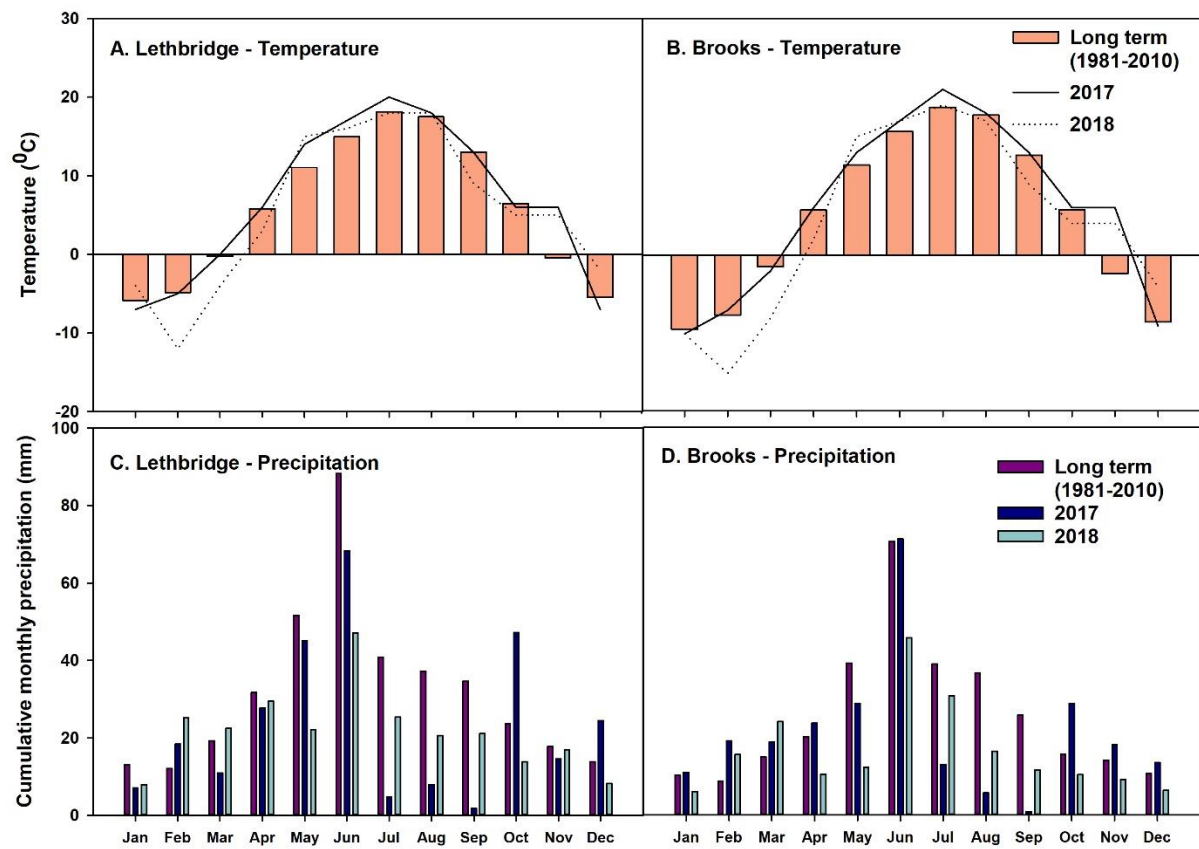 30
20
10
0
-10
-20
Temperature (⁰C)
A. Lethbridge - Temperature
B. Brooks - Temperature
Long term
(1981-2010)
2017
2018
100
80
60
40
20
0
Cumulative monthly precipitation (mm)
C. Lethbridge - Precipitation
D. Brooks - Precipitation
Long term
(1981-2010)
2017
2018
Jan Feb Mar Apr May Jun Jul Aug Sep Oct Nov Dec
Jan Feb Mar Apr May Jun Jul Aug Sep Oct Nov Dec